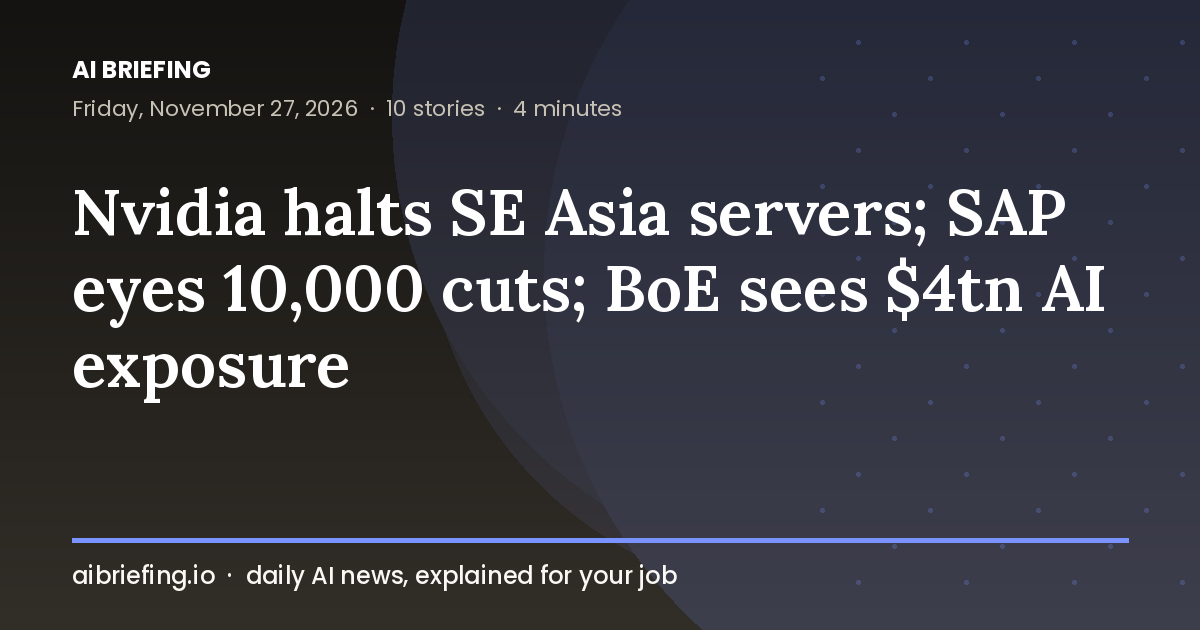 AI BRIEFING
Friday, November 27, 2026 · 10 stories · 4 minutes
Nvidia halts SE Asia servers; SAP
eyes 10,000 cuts; BoE sees $4tn AI
exposure
aibriefing.io · daily AI news, explained for your job